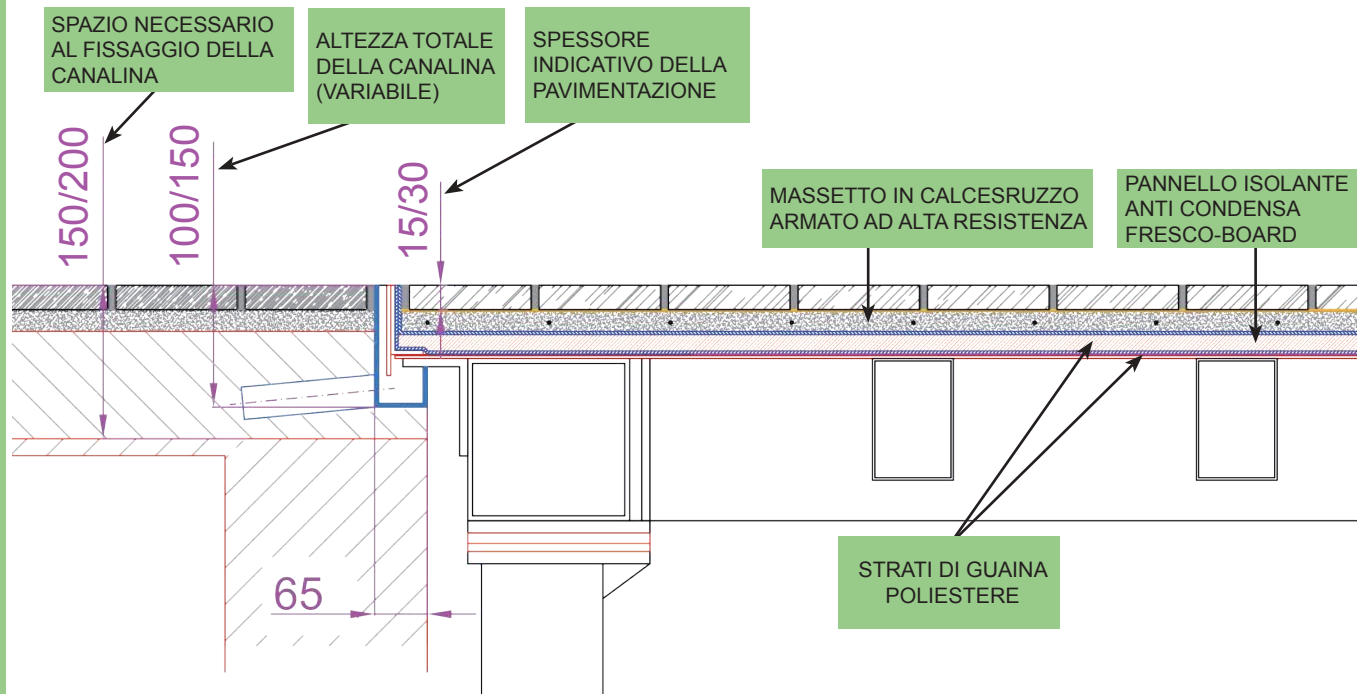 SPAZIO NECESSARIO
AL FISSAGGIO DELLA
CANALINA
ALTEZZA TOTALE
DELLA CANALINA
(VARIABILE)
SPESSORE
INDICATIVO DELLA
PAVIMENTAZIONE
150/200
100/150
15/30
MASSETTO IN CALCESRUZZO
ARMATO AD ALTA RESISTENZA
PANNELLO ISOLANTE
ANTI CONDENSA
FRESCO-BOARD
65
STRATI DI GUAINA
POLIESTERE